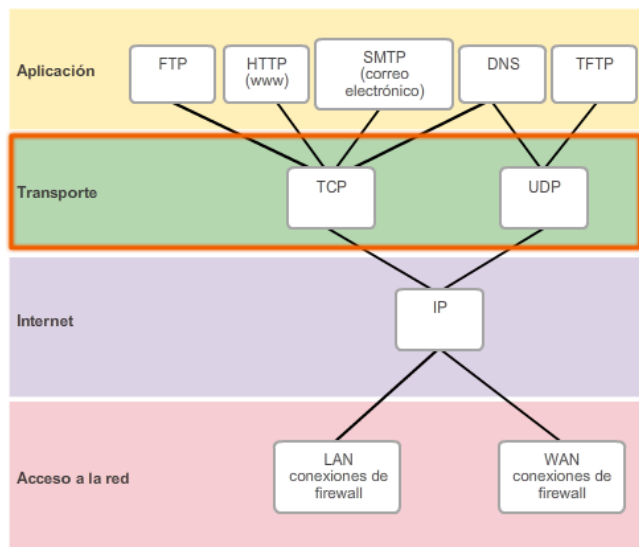 Aplicación
FTP
HTTP
(www)
SMTP
(correo
electrónico)
DNS
TFTP
Transporte
TCP
UDP
Internet
IP
Acceso a la red
LAN
conexiones de
firewall
WAN
conexiones de
firewall